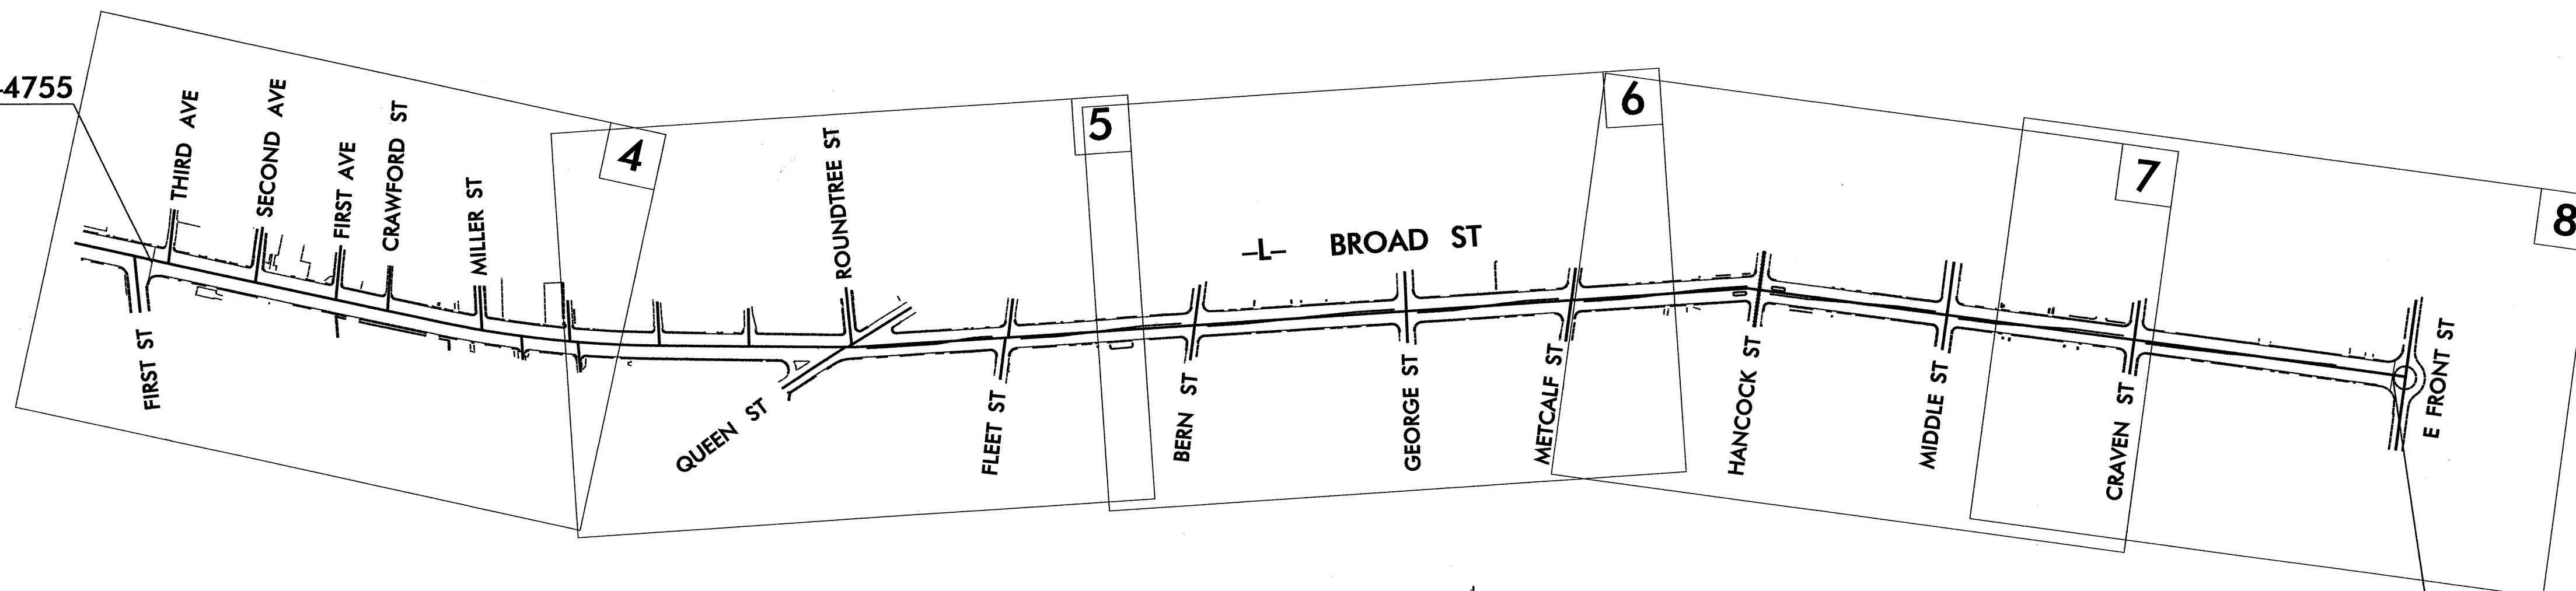 -4755
THIRD AVE
SECOND AVE
FIRST AVE
CRAWFORD ST
MILLER ST
FIRST ST
4
ROUNDTREE ST
QUEEN ST
FLEET ST
5
BERN ST
-L- BROAD ST
GEORGE ST
METCALF ST
6
HANCOCK ST
MIDDLE ST
7
CRAVEN ST
E FRONT ST
8